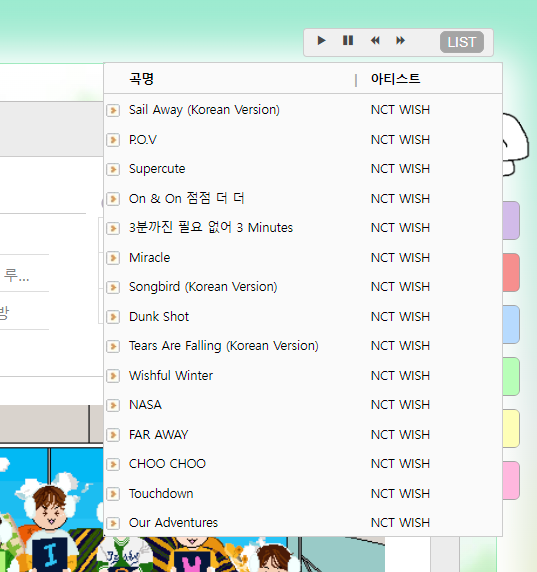 LIST
곡명 | 아티스트
Sail Away (Korean Version) NCT WISH
P.O.V NCT WISH
Supercute NCT WISH
On & On 점점 더 더 NCT WISH
3분까진 필요 없어 3 Minutes NCT WISH
Miracle NCT WISH
Songbird (Korean Version) NCT WISH
Dunk Shot NCT WISH
Tears Are Falling (Korean Version) NCT WISH
Wishful Winter NCT WISH
NASA NCT WISH
FAR AWAY NCT WISH
CHOO CHOO NCT WISH
Touchdown NCT WISH
Our Adventures NCT WISH
루...
방
I
W